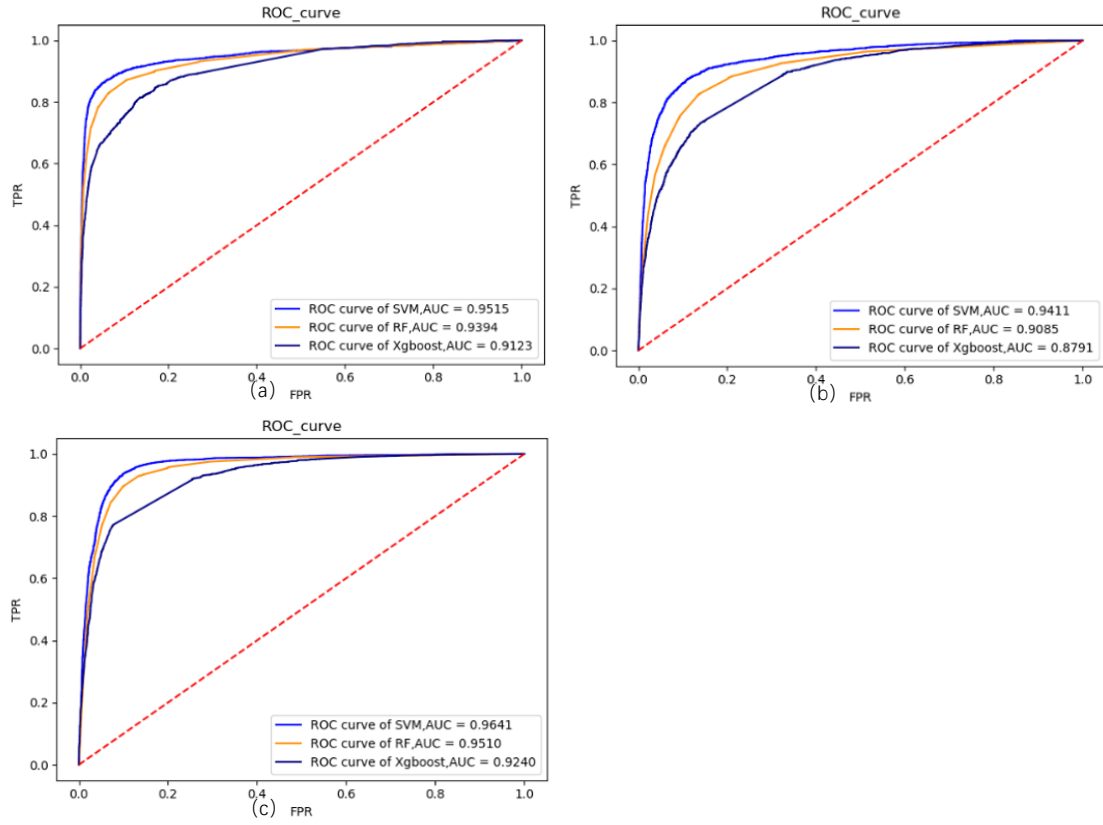 ROC_curve
1.0
0.8
0.6
0.4
0.2
0.0
TPR
ROC curve of SVM,AUC = 0.9515
ROC curve of RF,AUC = 0.9394
ROC curve of Xgboost,AUC = 0.9123
0.0 0.2 0.4 0.6 0.8 1.0
(a) FPR
ROC_curve
1.0
0.8
0.6
0.4
0.2
0.0
TPR
ROC curve of SVM,AUC = 0.9411
ROC curve of RF,AUC = 0.9085
ROC curve of Xgboost,AUC = 0.8791
0.0 0.2 0.4 0.6 0.8 1.0
(b) FPR
ROC_curve
1.0
0.8
0.6
0.4
0.2
0.0
TPR
ROC curve of SVM,AUC = 0.9641
ROC curve of RF,AUC = 0.9510
ROC curve of Xgboost,AUC = 0.9240
0.0 0.2 0.4 0.6 0.8 1.0
(c) FPR